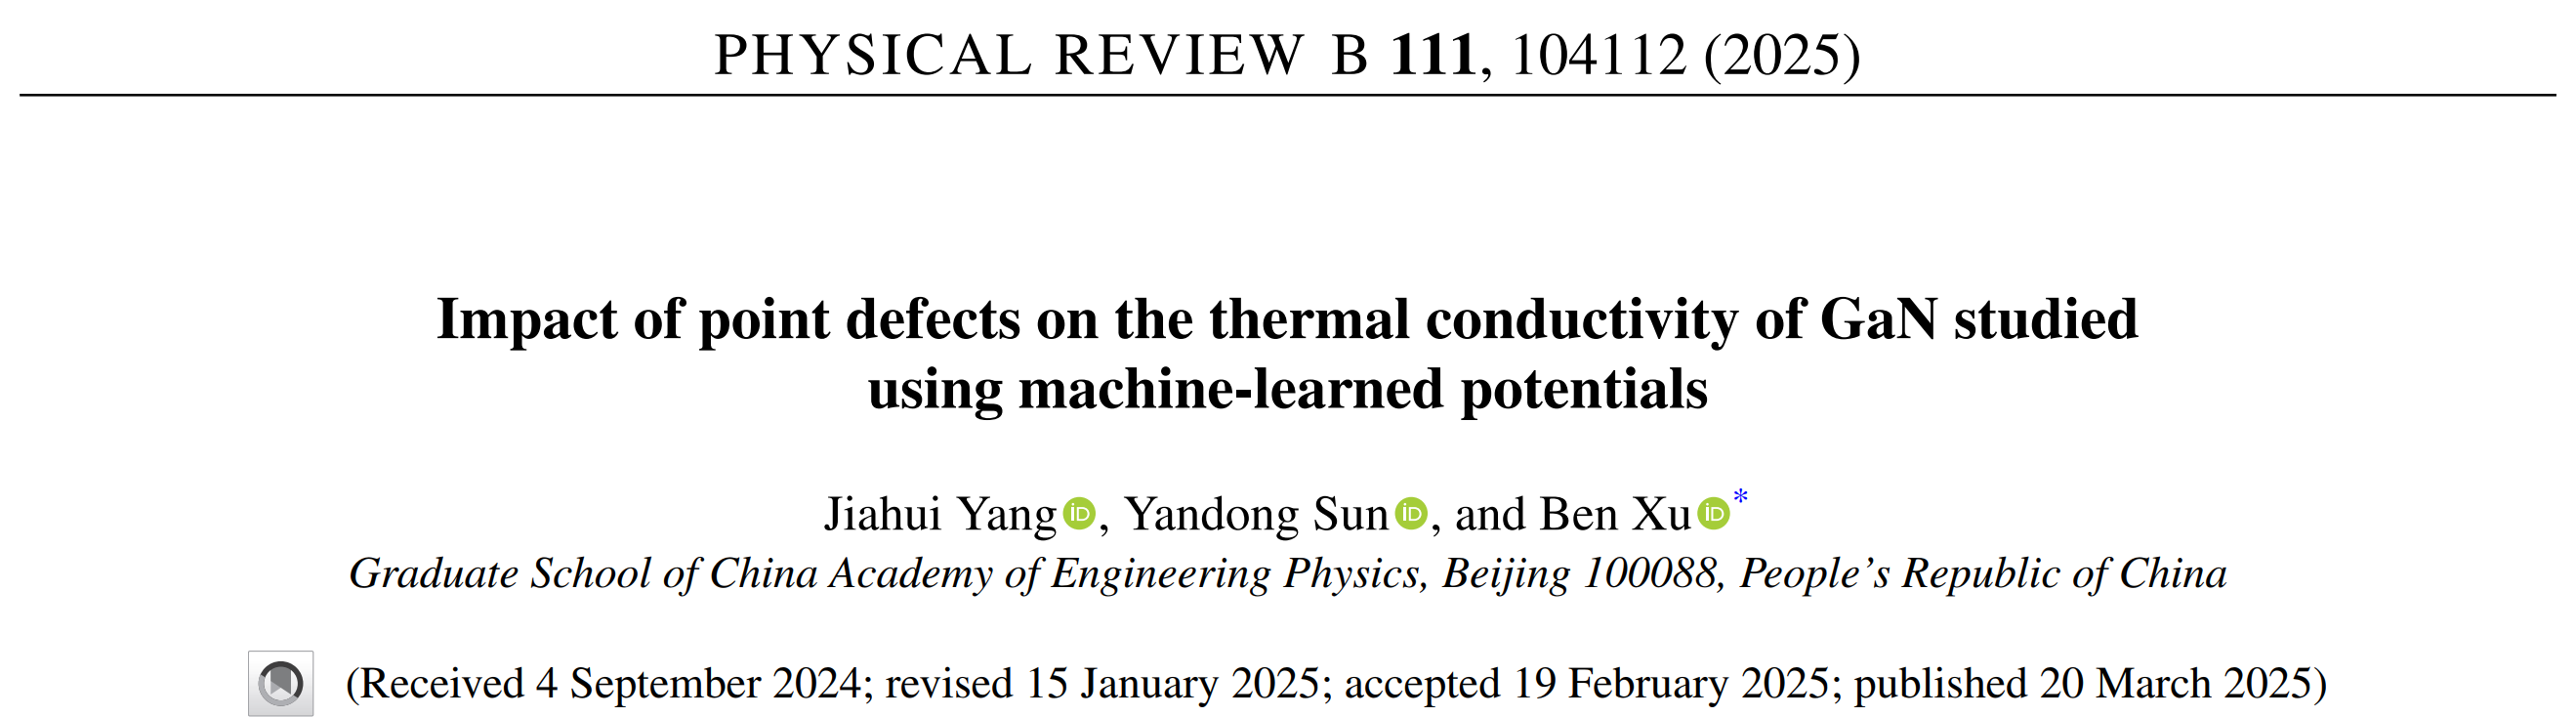 PHYSICAL REVIEW B 111, 104112 (2025)
Impact of point defects on the thermal conductivity of GaN studied
using machine-learned potentials
Jiahui Yang iD, Yandong Sun iD, and Ben Xu iD*
Graduate School of China Academy of Engineering Physics, Beijing 100088, People’s Republic of China
(Received 4 September 2024; revised 15 January 2025; accepted 19 February 2025; published 20 March 2025)